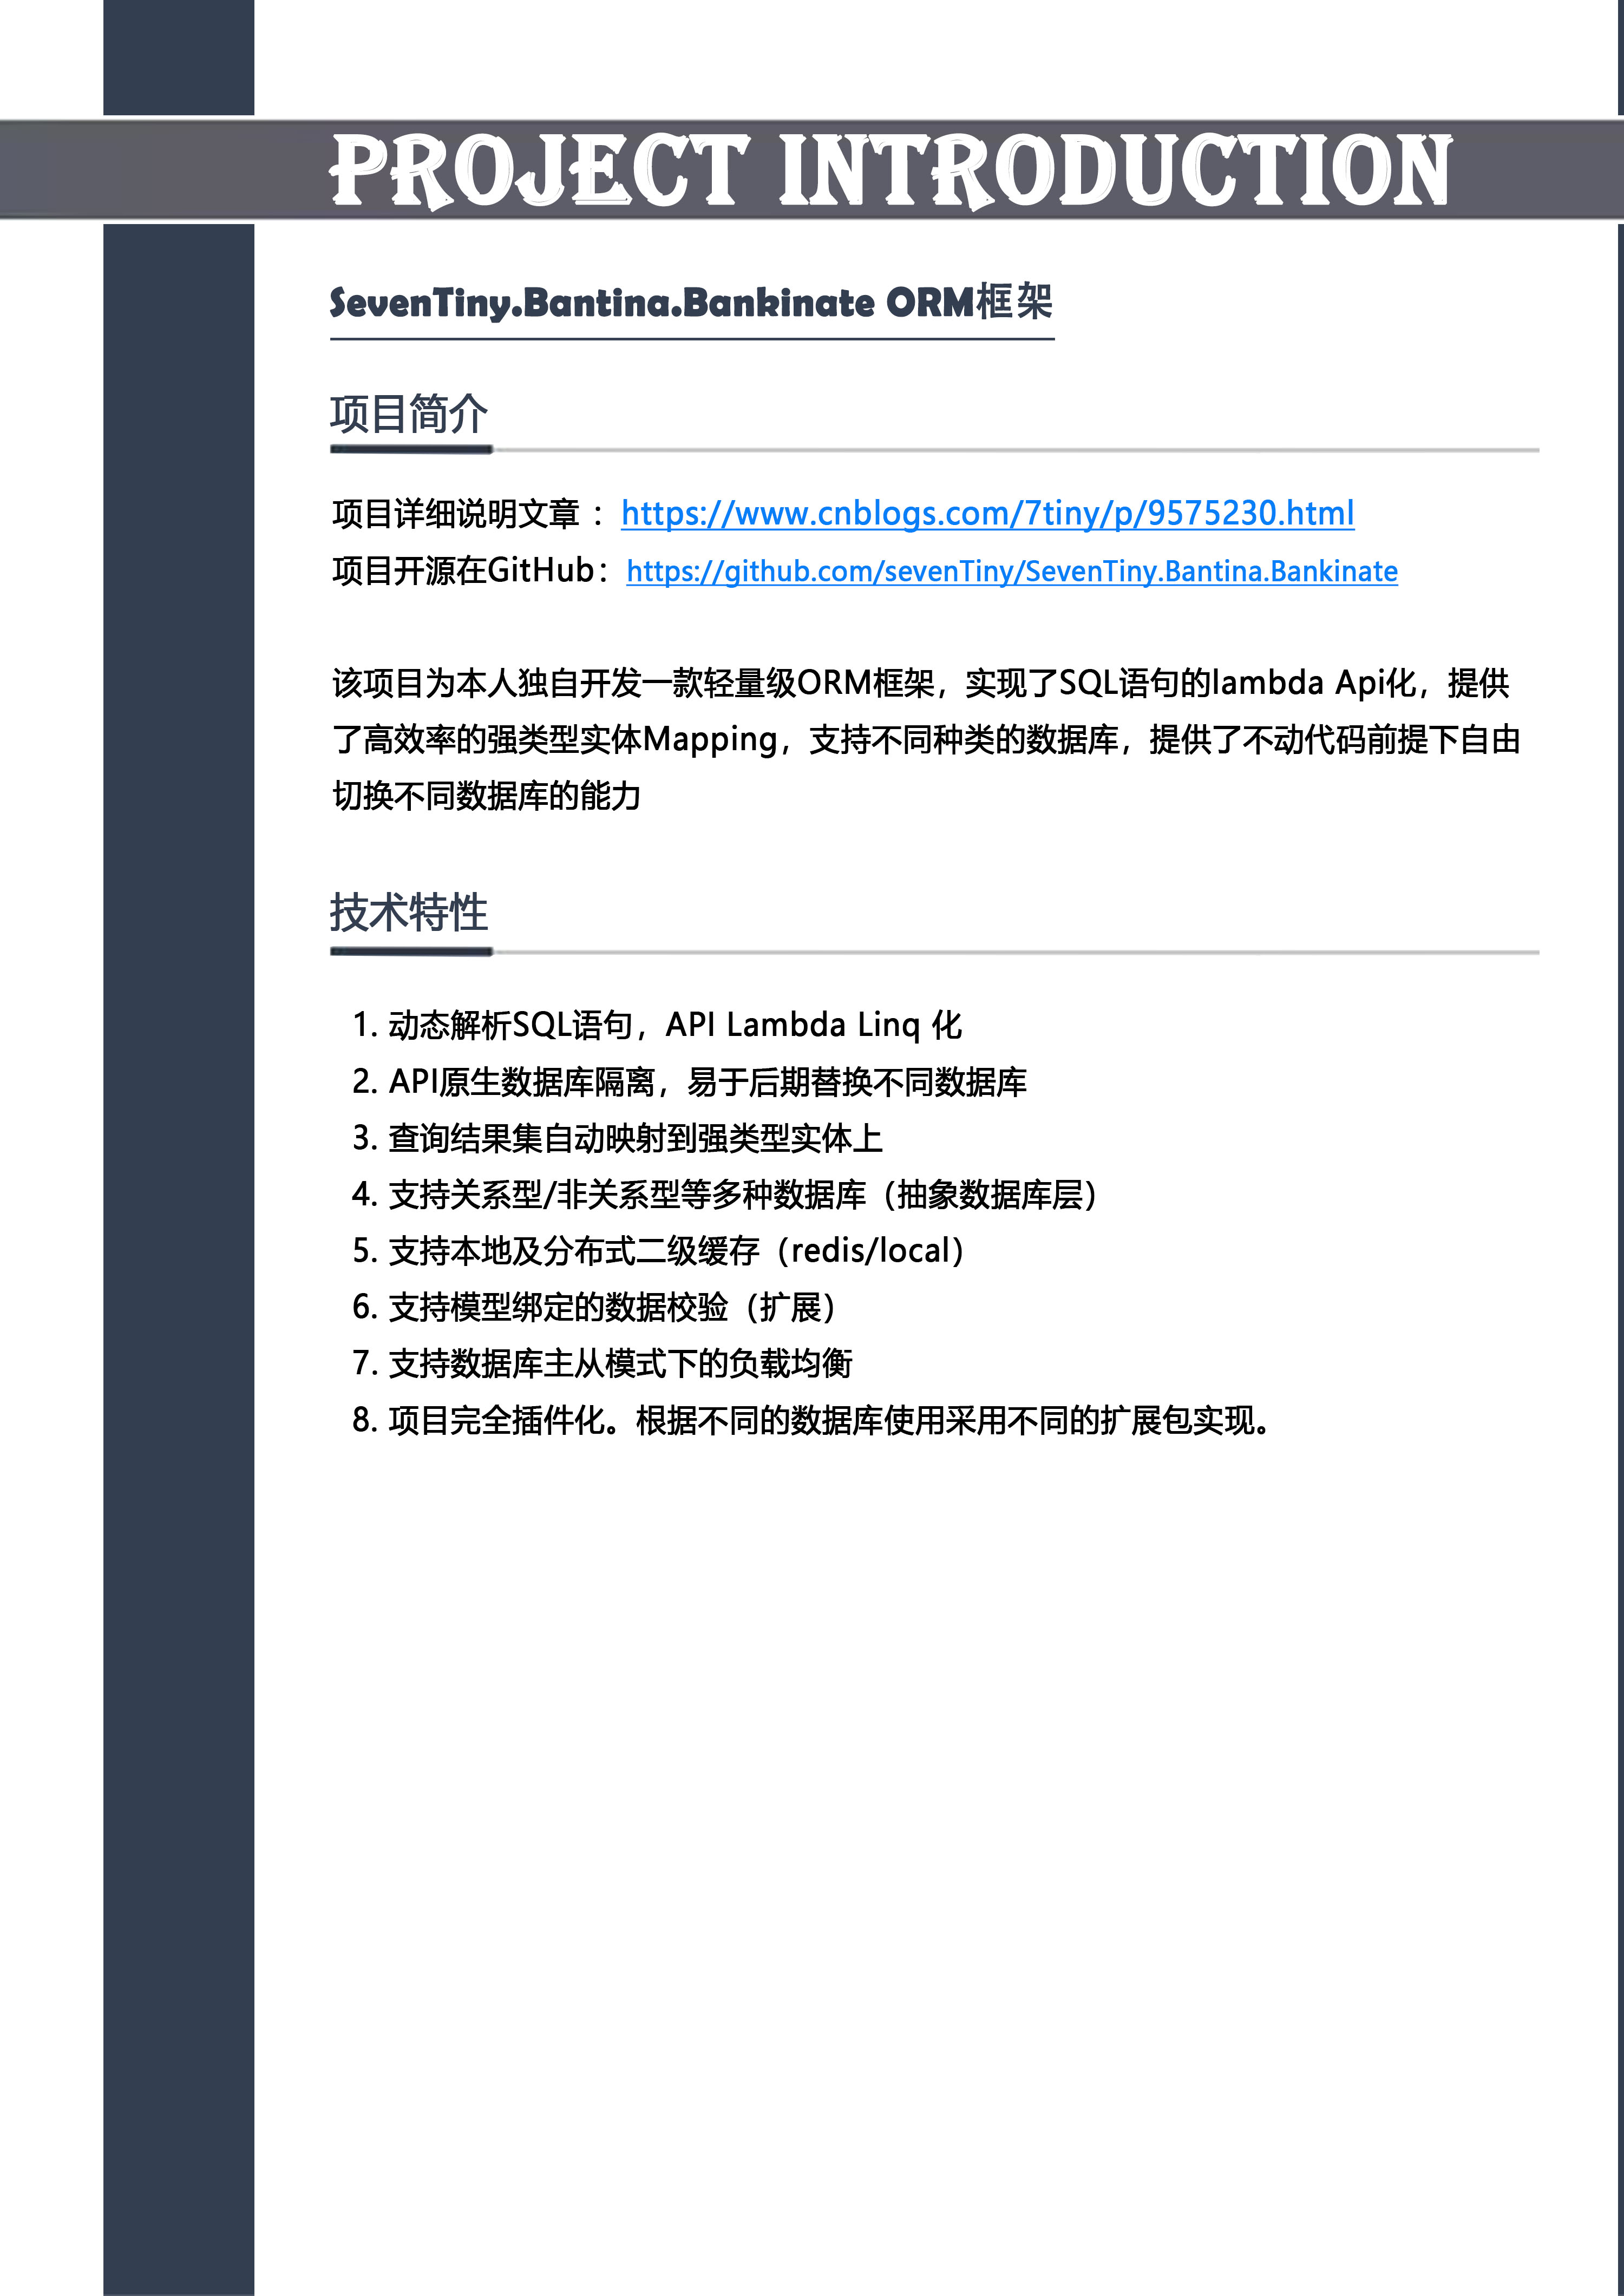 PROJECT INTRODUCTION
SevenTiny.Bantina.Bankinate ORM框架
项目简介
项目详细说明文章 ： https://www.cnblogs.com/7tiny/p/9575230.html
项目开源在GitHub： https://github.com/sevenTiny/SevenTiny.Bantina.Bankinate
该项目为本人独自开发一款轻量级ORM框架，实现了SQL语句的lambda Api化，提供
了高效率的强类型实体Mapping，支持不同种类的数据库，提供了不动代码前提下自由
切换不同数据库的能力
技术特性
1. 动态解析SQL语句，API Lambda Linq 化
2. API原生数据库隔离，易于后期替换不同数据库
3. 查询结果集自动映射到强类型实体上
4. 支持关系型/非关系型等多种数据库（抽象数据库层）
5. 支持本地及分布式二级缓存（redis/local）
6. 支持模型绑定的数据校验（扩展）
7. 支持数据库主从模式下的负载均衡
8. 项目完全插件化。根据不同的数据库使用采用不同的扩展包实现。